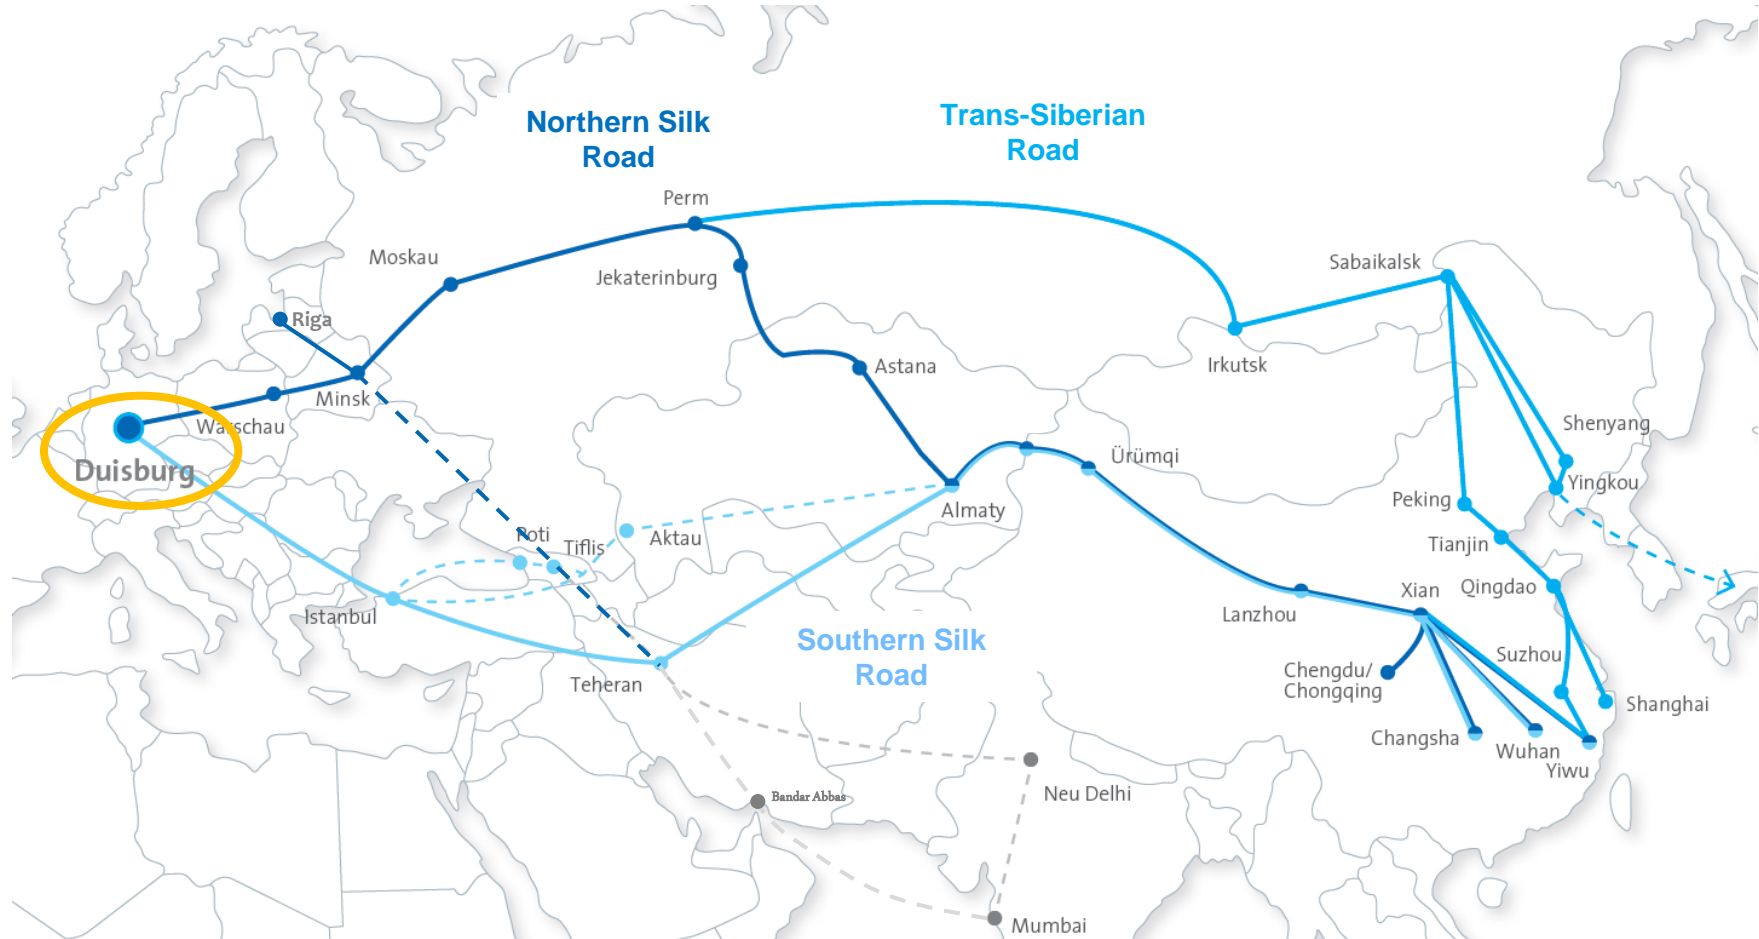 Northern Silk
Road
Trans-Siberian
Road
Perm
Moskau
Jekaterinburg
Sabaikalsk
Riga
Irkutsk
Astana
Minsk
Warschau
Duisburg
Shenyang
Ürümqi
Yingkou
Peking
Almaty
Poti
Tiflis
Aktau
Tianjin
Istanbul
Lanzhou
Xian
Qingdao
Southern Silk
Road
Teheran
Suzhou
Chengdu/
Chongqing
Shanghai
Changsha
Wuhan
Yiwu
Bandar Abbas
Neu Delhi
Mumbai